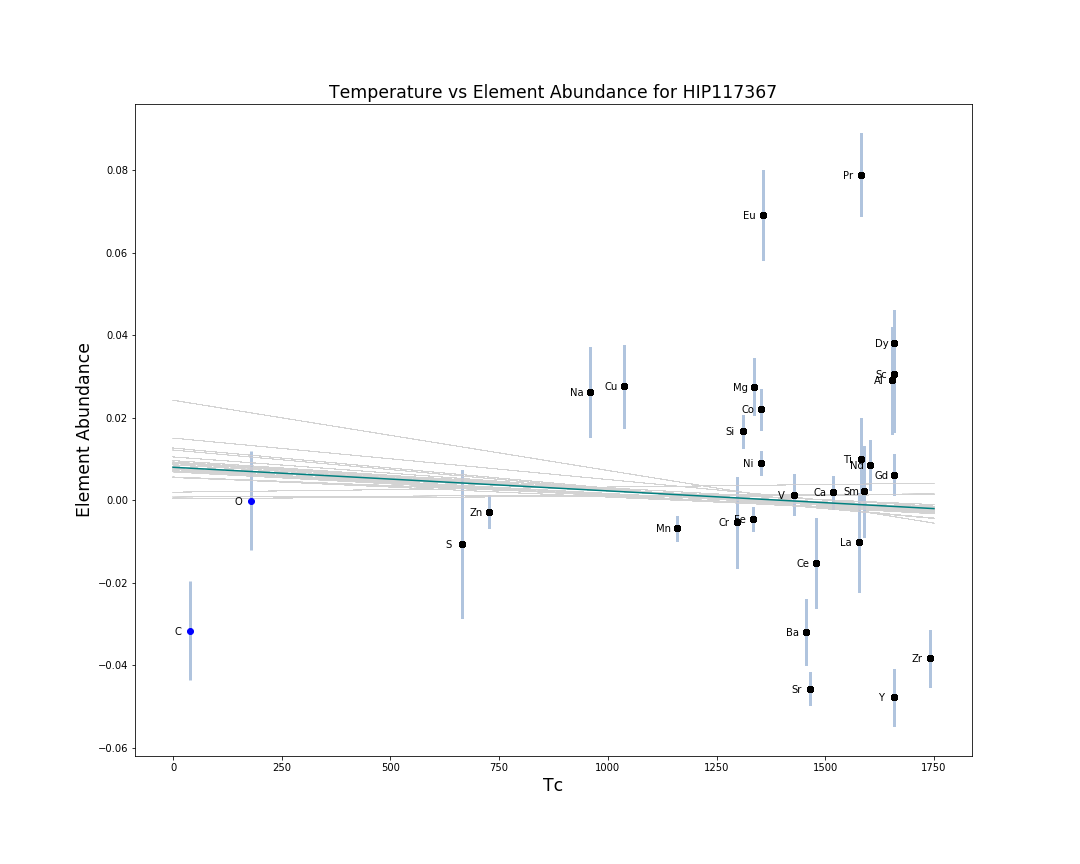 Temperature vs Element Abundance for HIP117367
Element Abundance
0.08
0.06
0.04
0.02
0.00
−0.02
−0.04
−0.06
Pr
Eu
Dy
Sc
Al
Na
Cu
Mg
Co
Si
Ni
Ti
Nd
Gd
O
Zn
V
Ca
Sm
S
Mn
Cr
Fe
La
Ce
C
Ba
Zr
Sr
Y
0
250
500
750
1000
1250
1500
1750
Tc